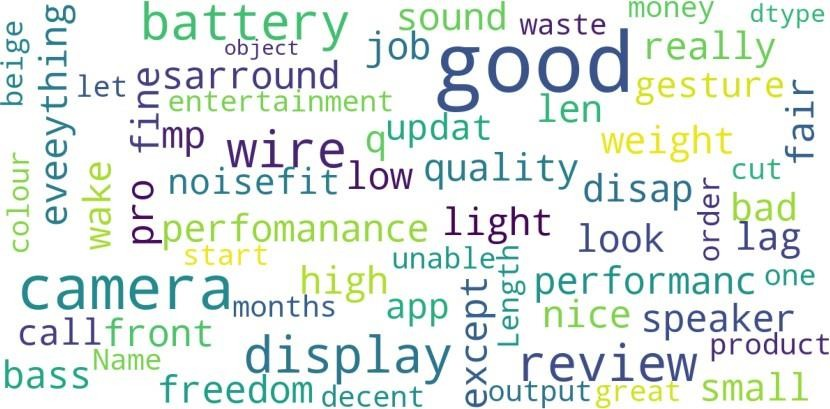 beige
eveeything
let
battery
object
sarround
entertainment
fine
mp
job
sound
waste
money
dtype
good
really
gesture
len
fair
q
updat
weight
wire
colour
wake
pro
noisefit
low
quality
disap
cut
order
bad
perfomanance
light
look
lag
start
unable
camera
high
months
app
except
Length
performanc
one
nice
speaker
call
front
Name
display
review
product
bass
freedom
decent
output
great
small